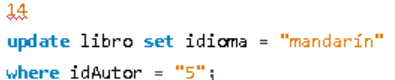 14
update libro set idioma = "mandarín"
where idAutor = "5";